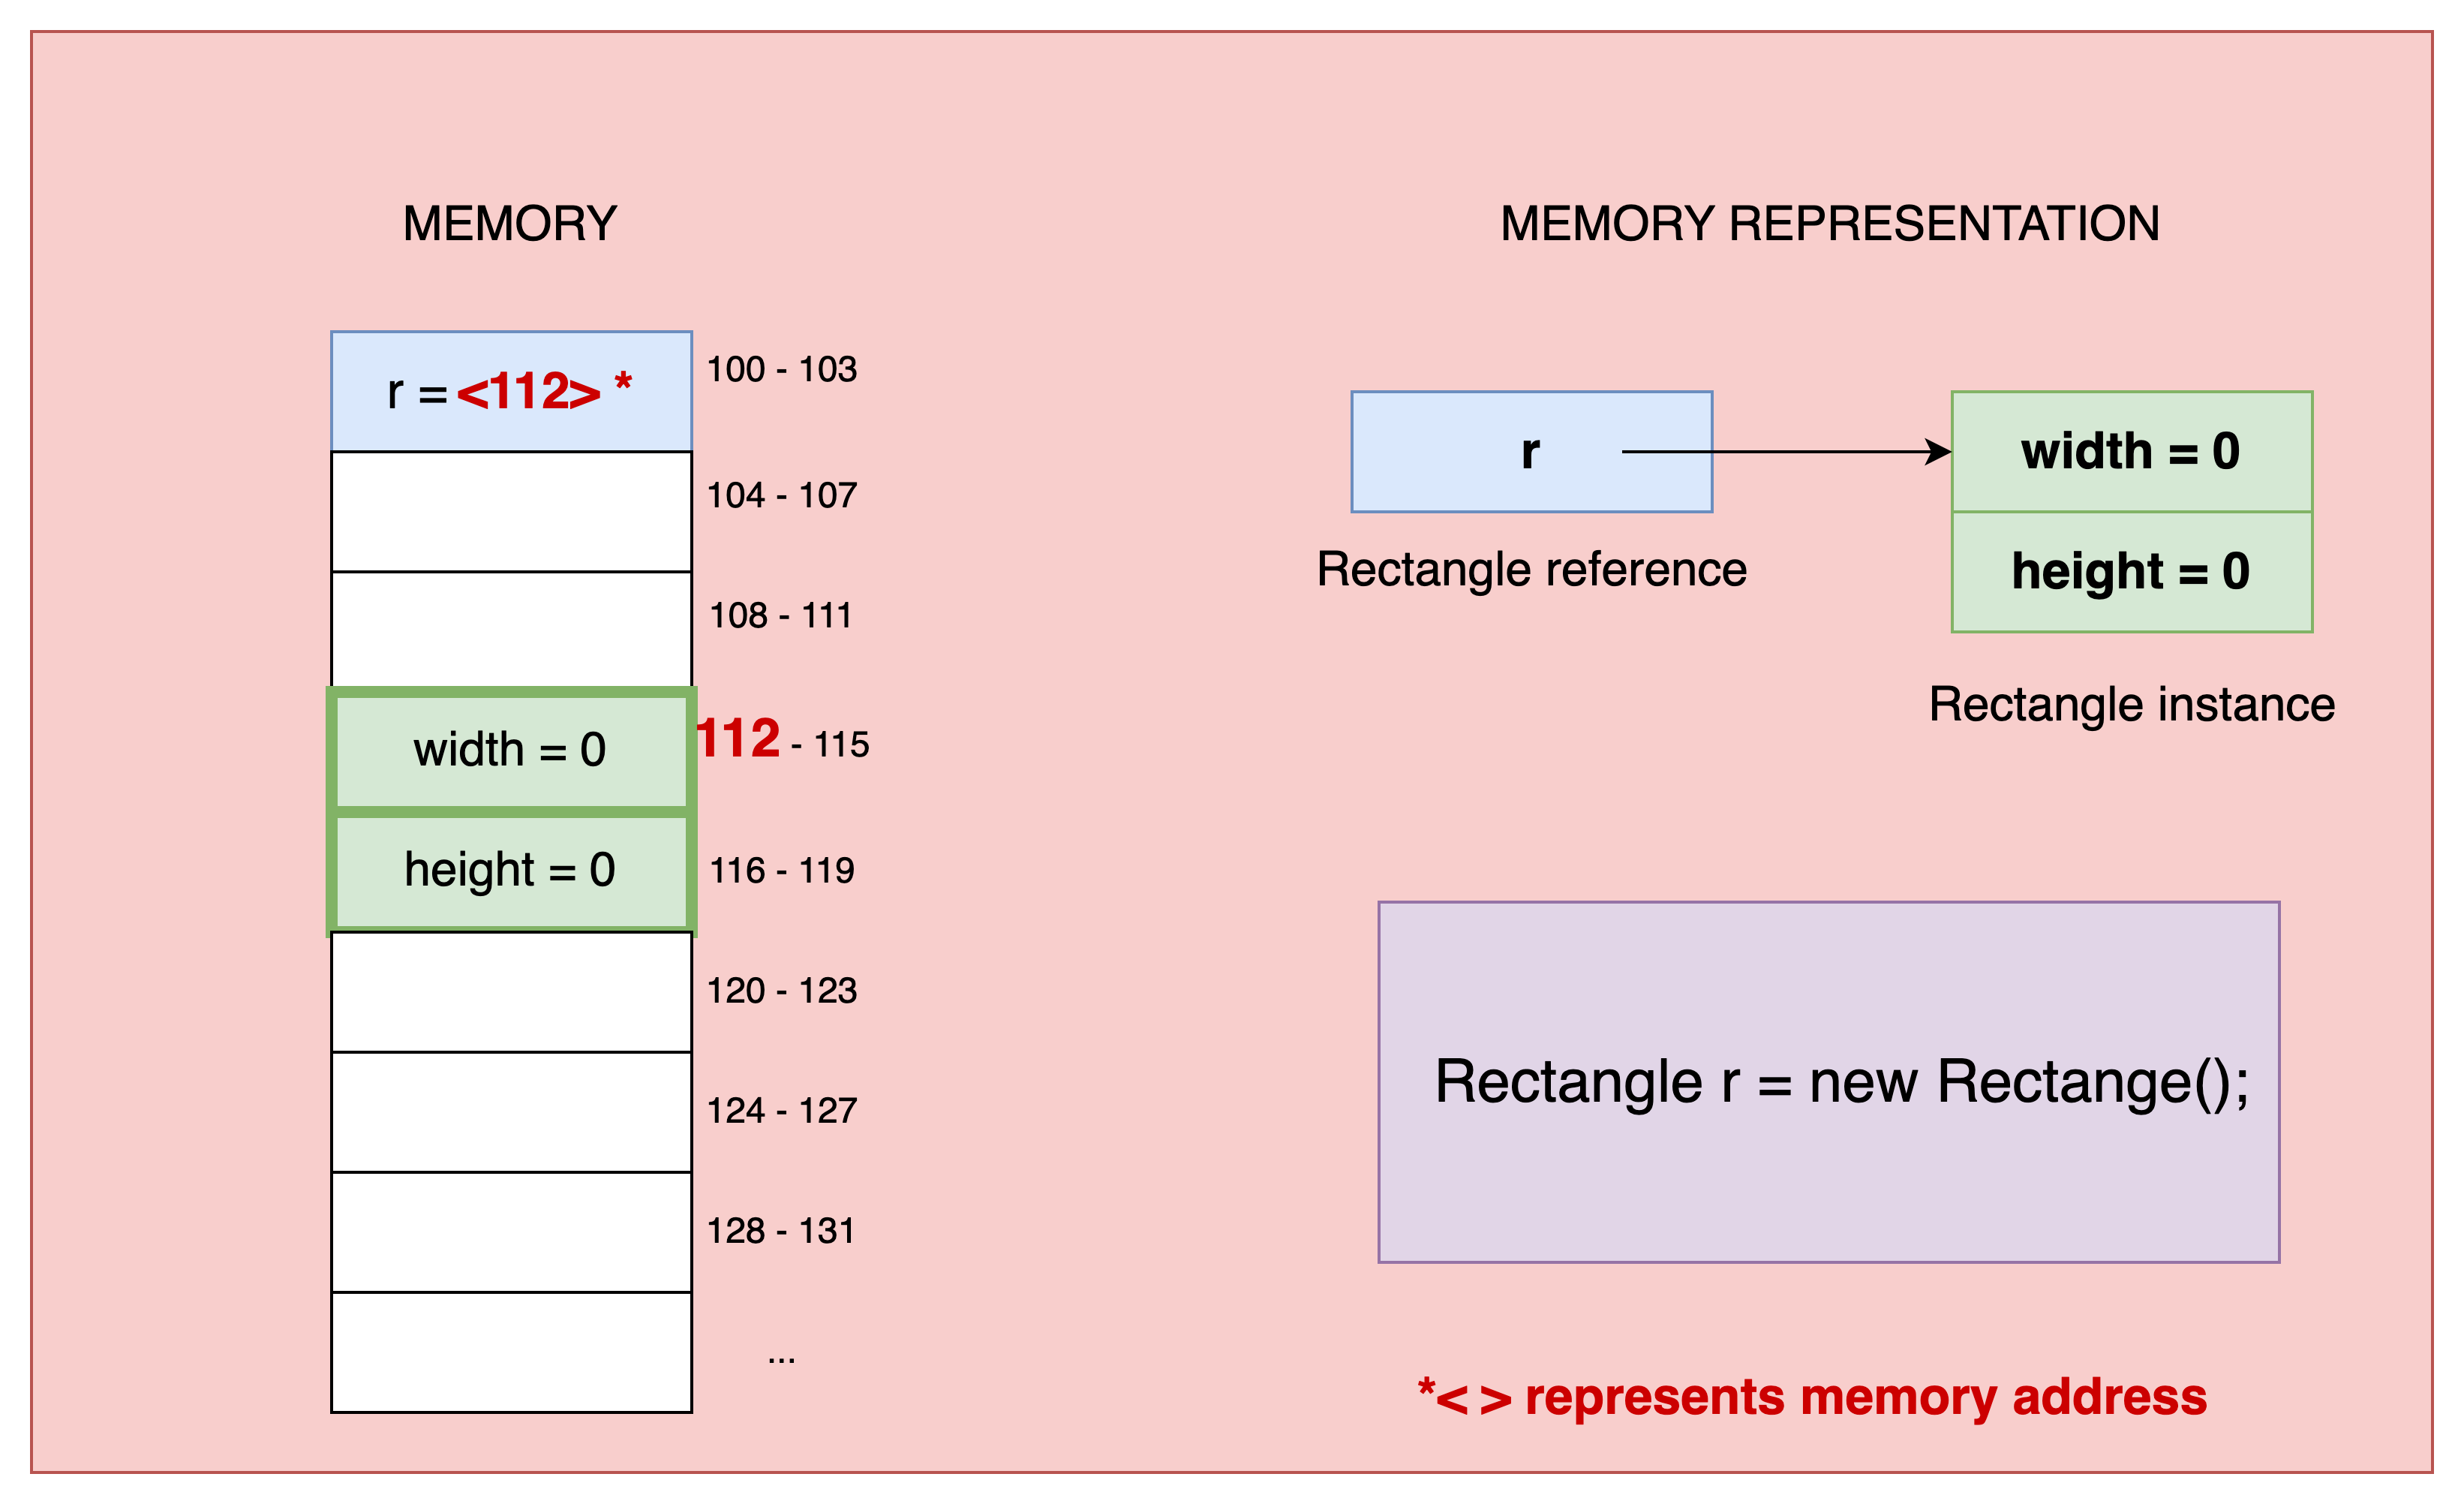 MEMORY
r = <112> *
100 - 103
104 - 107
108 - 111
width = 0
112 - 115
height = 0
116 - 119
120 - 123
124 - 127
128 - 131
...
MEMORY REPRESENTATION
r
width = 0
height = 0
Rectangle reference
Rectangle instance
Rectangle r = new Rectange();
*< > represents memory address